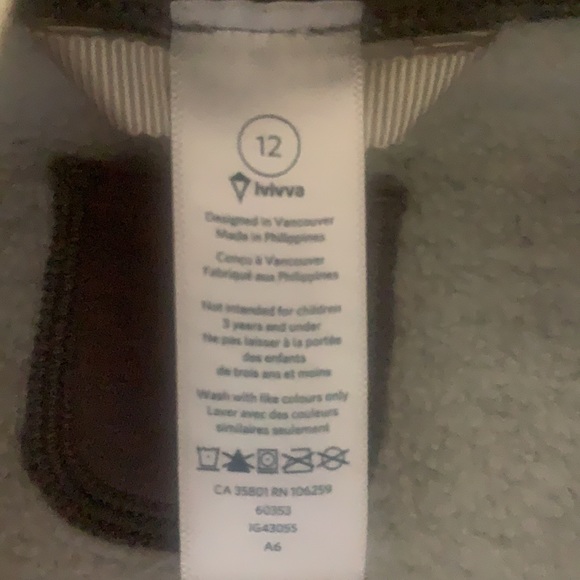 12
ivivva
Designed in Vancouver
Made in Philippines
Conçu à Vancouver
Fabriqué aux Philippines
Not intended for children
3 years and under
Ne pas laisser à la portée
des enfants
de trois ans et moins
Wash with like colours only
Laver avec des couleurs
similaires seulement
CA 35801 RN 106259
60353
IG43055
A6